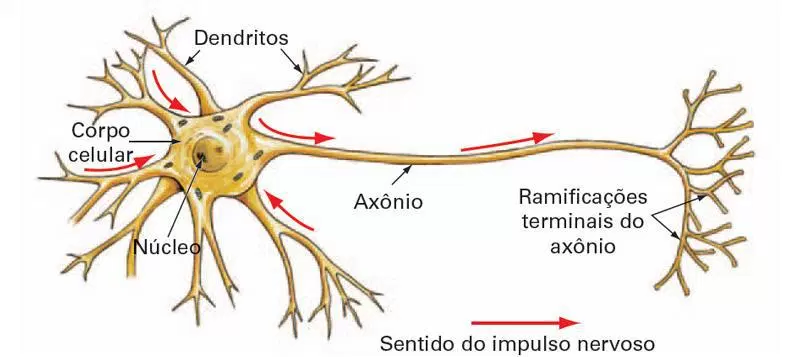 Dendritos
Corpo
celular
Núcleo
Axônio
Ramificações
terminais do
axônio
Sentido do impulso nervoso